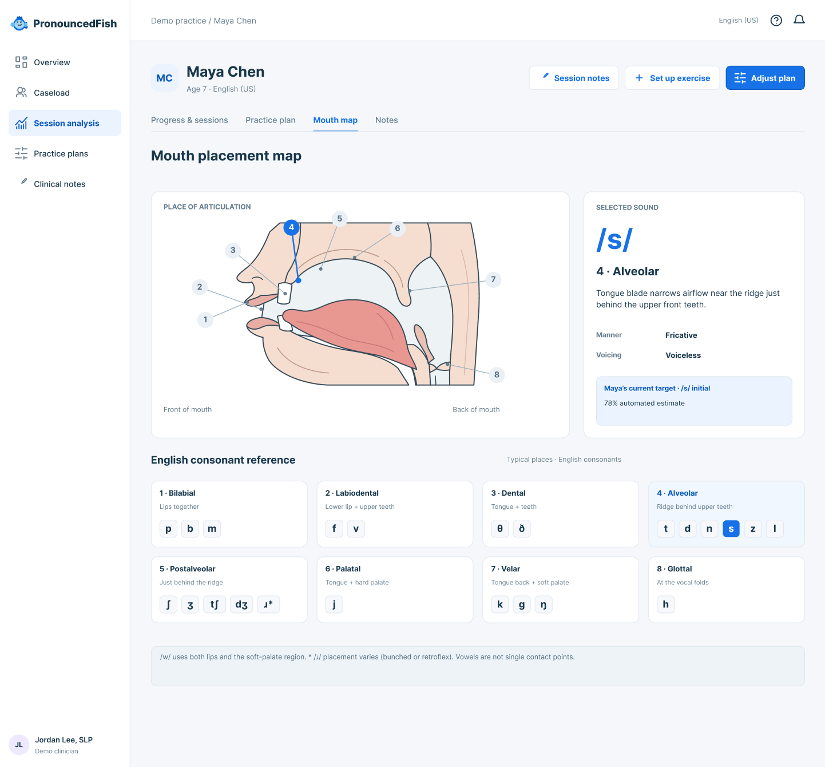 PronouncedFish
Demo practice / Maya Chen
English (US)
Overview
Caseload
Session analysis
Practice plans
Clinical notes
MC
Maya Chen
Age 7 · English (US)
Session notes
Set up exercise
Adjust plan
Progress & sessions
Practice plan
Mouth map
Notes
Mouth placement map
PLACE OF ARTICULATION
1
2
3
4
5
6
7
8
Front of mouth
Back of mouth
SELECTED SOUND
/s/
4 · Alveolar
Tongue blade narrows airflow near the ridge just
behind the upper front teeth.
Manner Fricative
Voicing Voiceless
Maya's current target · /s/ initial
78% automated estimate
English consonant reference
Typical places · English consonants
1 · Bilabial
Lips together
p b m
2 · Labiodental
Lower lip + upper teeth
f v
3 · Dental
Tongue + teeth
θ ð
4 · Alveolar
Ridge behind upper teeth
t d n s z l
5 · Postalveolar
Just behind the ridge
ʃ ʒ tʃ dʒ ɹ*
6 · Palatal
Tongue + hard palate
j
7 · Velar
Tongue back + soft palate
k g ŋ
8 · Glottal
At the vocal folds
h
/w/ uses both lips and the soft-palate region. * /ɹ/ placement varies (bunched or retroflex). Vowels are not single contact points.
JL
Jordan Lee, SLP
Demo clinician